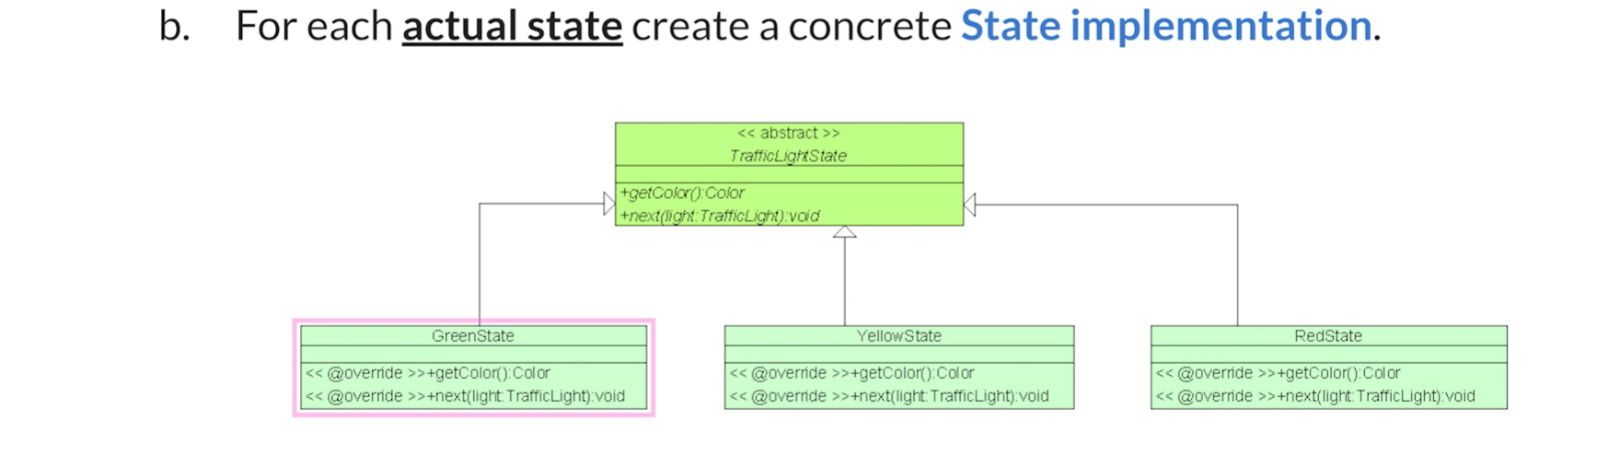 b. For each actual state create a concrete State implementation.
<< abstract >>
TrafficLightState
+getColor():Color
+next(light:TrafficLight):void
GreenState
<< @override >>+getColor():Color
<< @override >>+next(light:TrafficLight):void
YellowState
<< @override >>+getColor():Color
<< @override >>+next(light:TrafficLight):void
RedState
<< @override >>+getColor():Color
<< @override >>+next(light:TrafficLight):void